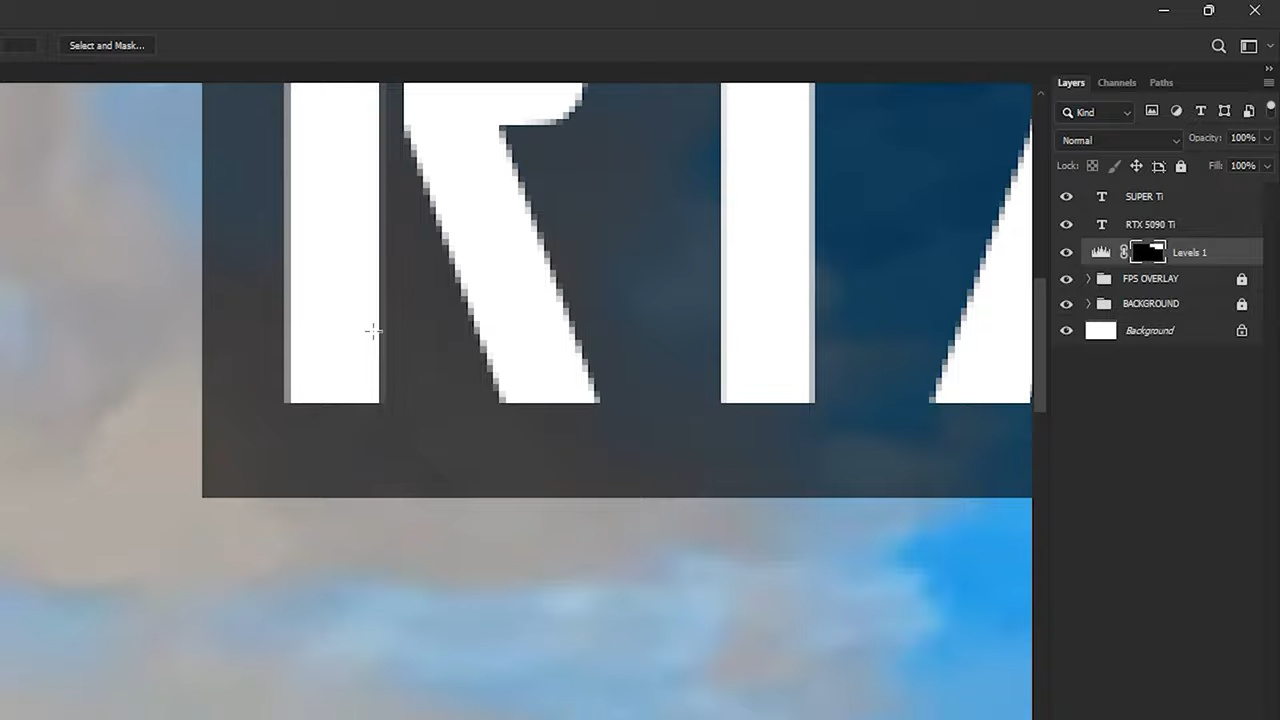 Select and Mask...
Layers Channels Paths
Kind
Normal Opacity: 100%
Lock: Fill: 100%
T SUPER Ti
T RTX 5090 Ti
Levels 1
FPS OVERLAY
BACKGROUND
Background